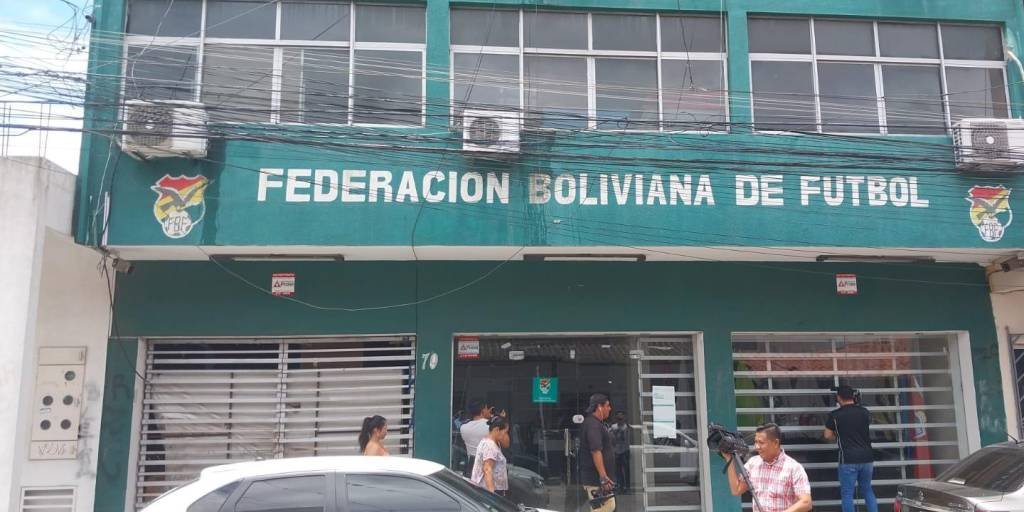 FEDERACION BOLIVIANA DE FUTBOL
FBF
FBF
70